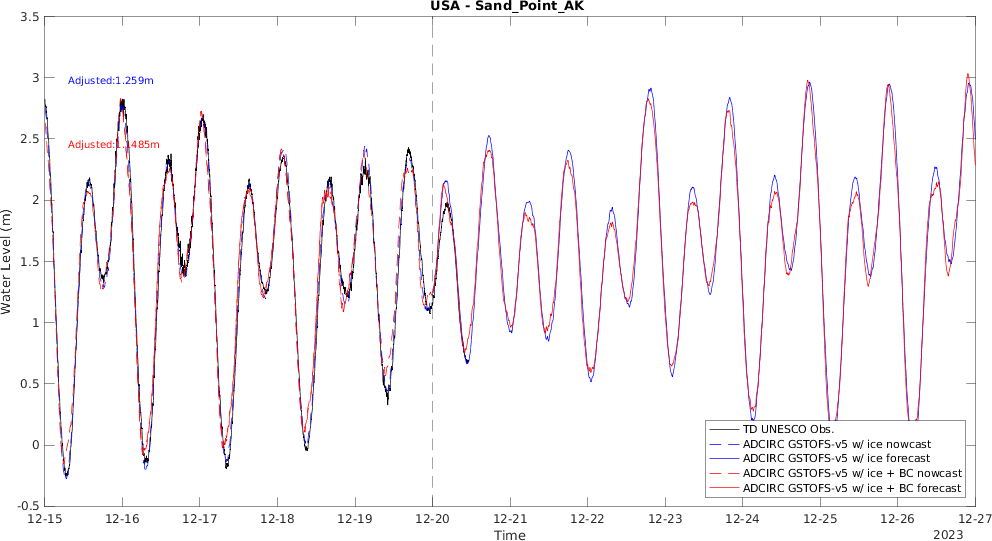 USA - Sand_Point_AK
3.5
3
2.5
2
1.5
1
0.5
0
-0.5
Water Level (m)
Adjusted:1.259m
Adjusted:1.1485m
TD UNESCO Obs.
ADCIRC GSTOFS-v5 w/ ice nowcast
ADCIRC GSTOFS-v5 w/ ice forecast
ADCIRC GSTOFS-v5 w/ ice + BC nowcast
ADCIRC GSTOFS-v5 w/ ice + BC forecast
12-15 12-16 12-17 12-18 12-19 12-20 12-21 12-22 12-23 12-24 12-25 12-26 12-27
Time
2023